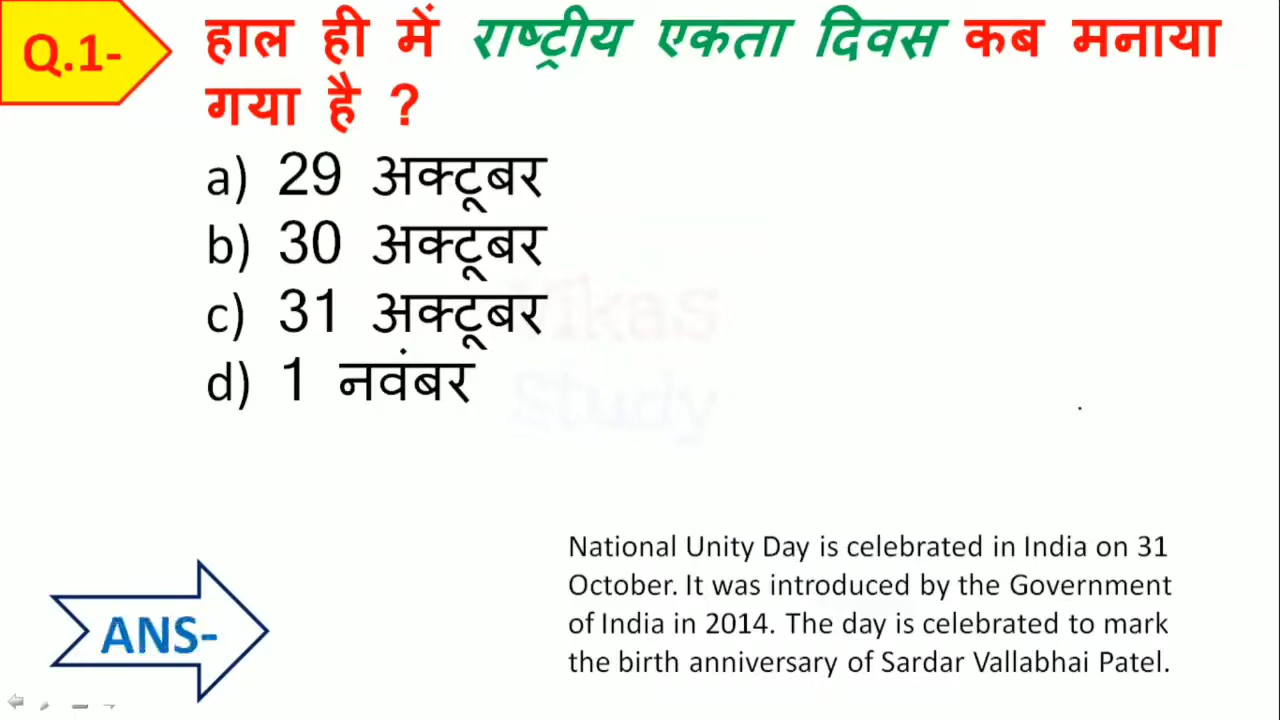 Q.1-
हाल ही में राष्ट्रीय एकता दिवस कब मनाया
गया है ?
a) 29 अक्टूबर
b) 30 अक्टूबर
c) 31 अक्टूबर
d) 1 नवंबर
Vikas
Study
National Unity Day is celebrated in India on 31
October. It was introduced by the Government
of India in 2014. The day is celebrated to mark
the birth anniversary of Sardar Vallabhai Patel.
ANS-